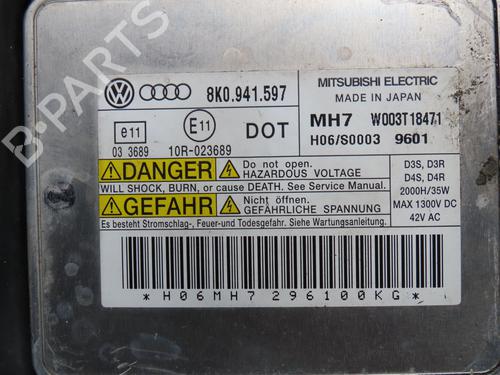 8K0.941.597
MITSUBISHI ELECTRIC
MADE IN JAPAN
e11
E11
DOT
MH7 W003T18471
03 3689
10R-023689
H06/S0003 9601
DANGER
Do not open.
HAZARDOUS VOLTAGE
WILL SHOCK, BURN, or cause DEATH. See Service Manual.
GEFAHR
Nicht öffnen.
GEFÄHRLICHE SPANNUNG
Es besteht Stromschlag-, Feuer-und Todesgefahr. Siehe Wartungsanleitung.
D3S, D3R
D4S, D4R
2000H/35W
MAX 1300V DC
42V AC
*H06MH7296100KG*
B-PARTS